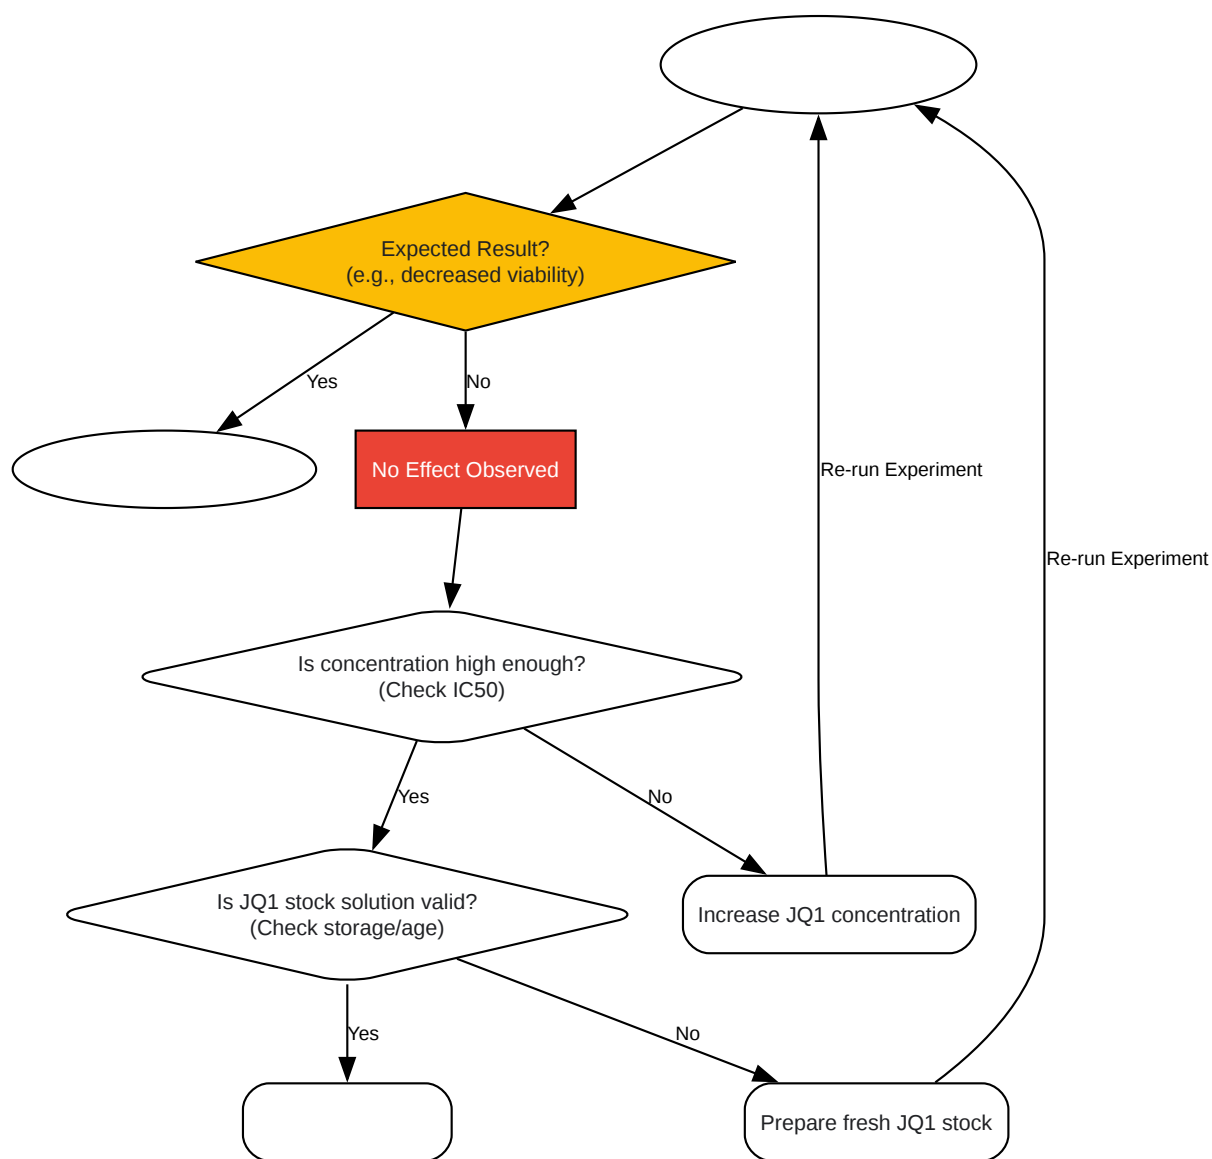 Expected Result?
(e.g., decreased viability)
Yes
No
No Effect Observed
Re-run Experiment
Re-run Experiment
Is concentration high enough?
(Check IC50)
Yes
No
Is JQ1 stock solution valid?
(Check storage/age)
Increase JQ1 concentration
Yes
No
Prepare fresh JQ1 stock